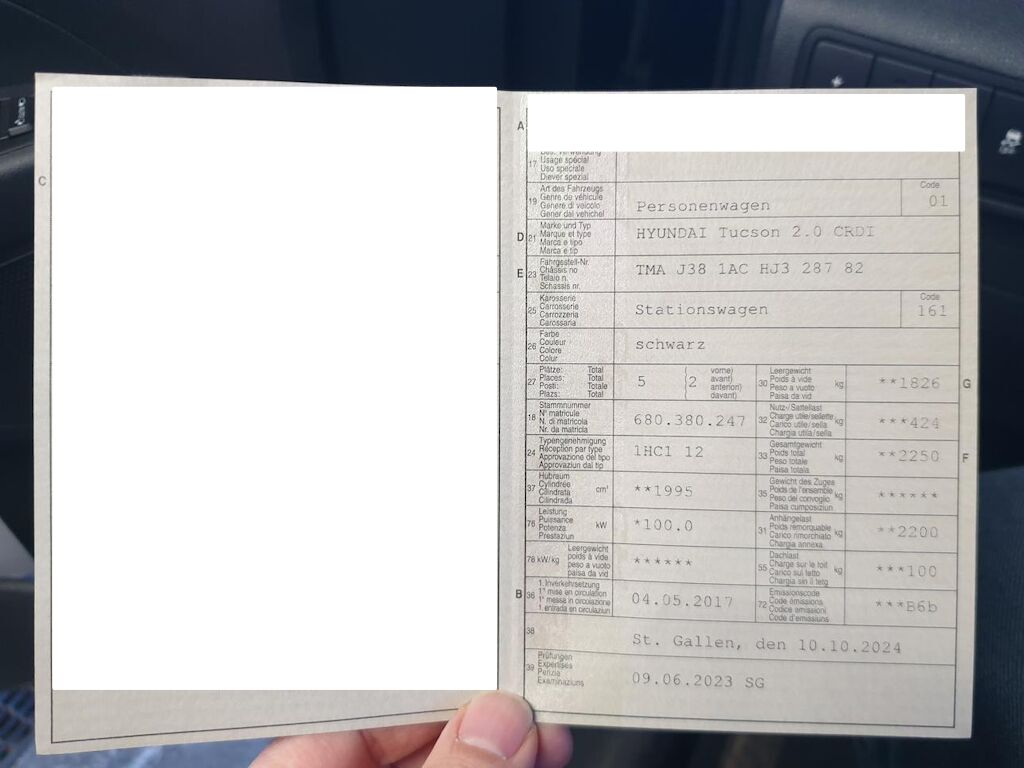 C
A
17
Bes. Verwendung
Usage spécial
Uso speciale
Diever spezial
19
Art des Fahrzeugs
Genre de véhicule
Genere di veicolo
Gener dal vehichel
Personenwagen
Code
01
D 21
Marke und Typ
Marque et type
Marca e tipo
Marca e tip
HYUNDAI Tucson 2.0 CRDI
E 23
Fahrgestell-Nr.
Châssis no
Telaio n.
Schassis nr.
TMA J38 1AC HJ3 287 82
25
Karosserie
Carrosserie
Carrozzeria
Carossaria
Stationswagen
Code
161
26
Farbe
Couleur
Colore
Colur
schwarz
27
Plätze: Total
Places: Total
Posti: Totale
Plazs: Total
5 (2
vorne)
avant)
anteriori)
davant)
30
Leergewicht
Poids à vide
Peso a vuoto
Paisa da vid
kg
**1826
G
18
Stammnummer
N° matricule
N. di matricola
Nr. da matricla
680.380.247
32
Nutz-/Sattellast
Charge utile/sellette
Carico utile/sella
Chargia utila/sella
kg
***424
24
Typengenehmigung
Réception par type
Approvazione del tipo
Approvaziun dal tip
1HC1 12
33
Gesamtgewicht
Poids total
Peso totale
Paisa totala
kg
**2250
F
37
Hubraum
Cylindrée
Cilindrata
Cilindrada
cm³
**1995
35
Gewicht des Zuges
Poids de l'ensemble
Peso del convoglio
Paisa cumposiziun
kg
******
76
Leistung
Puissance
Potenza
Prestaziun
kW
*100.0
31
Anhängelast
Poids remorquable
Carico rimorchiato
Chargia annexa
kg
**2200
78 kW/kg
Leergewicht
poids à vide
peso a vuoto
paisa da vid
******
55
Dachlast
Charge sur le toit
Carico sul tetto
Chargia sin il tetg
kg
***100
B 36
1. Inverkehrsetzung
1re mise en circulation
1a messa in circolazione
1. entrada en circulaziun
04.05.2017
72
Emissionscode
Code émissions
Codice emissioni
Code d'emissiuns
***B6b
38
St. Gallen, den 10.10.2024
39
Prüfungen
Expertises
Perizie
Examinaziuns
09.06.2023 SG